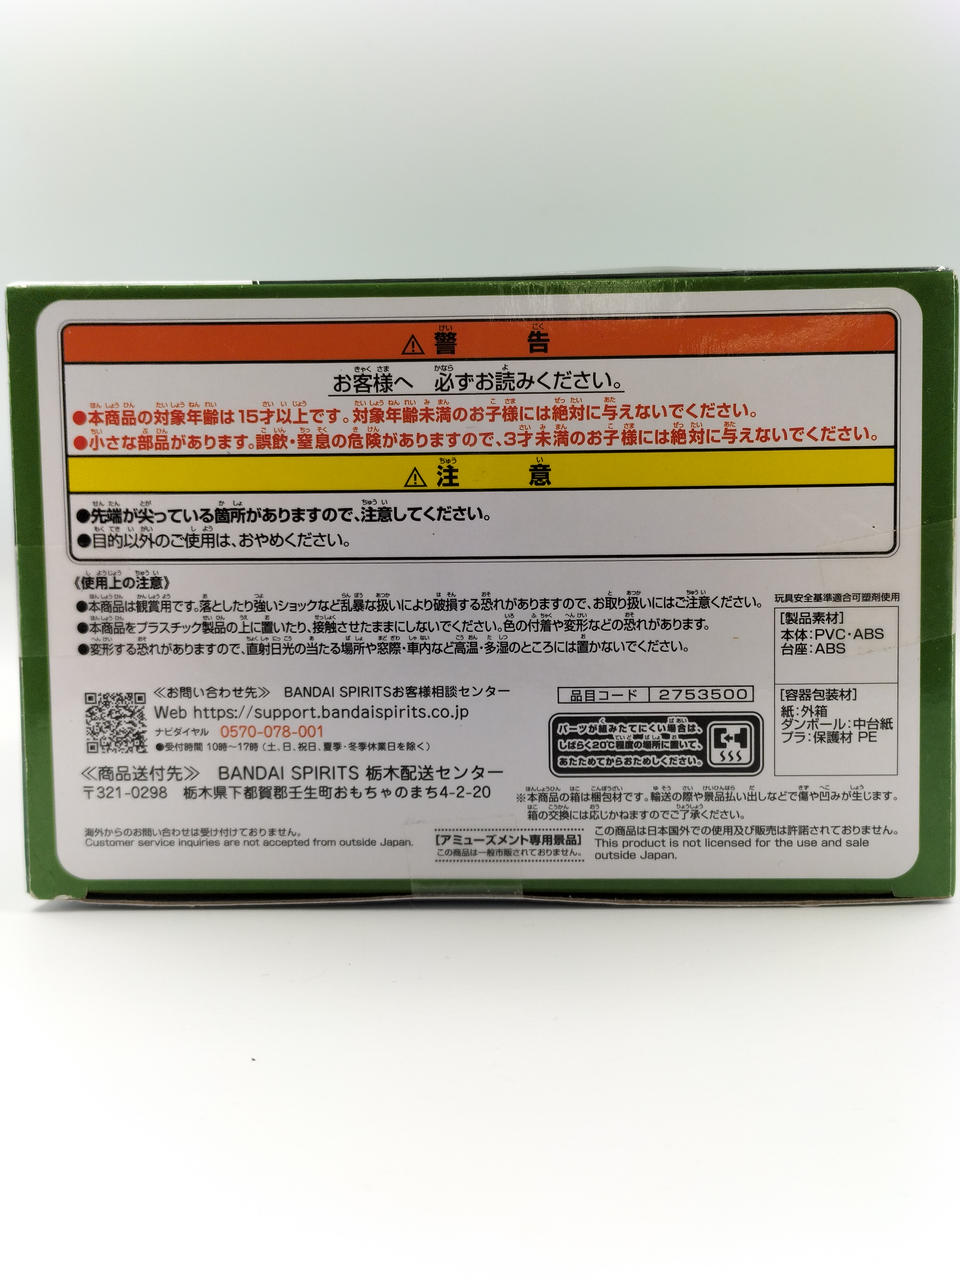 ⚠警告
お客様へ 必ずお読みください。
●本商品の対象年齢は15才以上です。対象年齢未満のお子様には絶対に与えないでください。
●小さな部品があります。誤飲・窒息の危険がありますので、3才未満のお子様には絶対に与えないでください。
⚠注意
●先端が尖っている箇所がありますので、注意してください。
●目的以外のご使用は、おやめください。
《使用上の注意》
●本商品は観賞用です。落としたり強いショックなど乱暴な扱いにより破損する恐れがありますので、お取り扱いにはご注意ください。
●本商品をプラスチック製品の上に置いたり、接触させたままにしないでください。色の付着や変形などの恐れがあります。
●変形する恐れがありますので、直射日光の当たる場所や窓際・車内など高温・多湿のところには置かないでください。
玩具安全基準適合可塑剤使用
[製品素材]
本体:PVC・ABS
台座:ABS
[容器包装材]
紙:外箱
ダンボール:中台紙
プラ:保護材 PE
≪お問い合わせ先≫ BANDAI SPIRITSお客様相談センター
Web https://support.bandaispirits.co.jp
ナビダイヤル 0570-078-001
●受付時間 10時〜17時(土、日、祝日、夏季・冬季休業日を除く)
品目コード 2753500
パーツが組みたてにくい場合は、
しばらく20℃程度の場所に置いて、
あたためてからおためしください。
≪商品送付先≫ BANDAI SPIRITS 栃木配送センター
〒321-0298 栃木県下都賀郡壬生町おもちゃのまち4-2-20
※本商品の箱は梱包材です。輸送の際や景品払い出しなどで傷や凹みが生じます。
箱の交換には応じかねますのでご了承ください。
海外からのお問い合わせは受け付けておりません。
Customer service inquiries are not accepted from outside Japan.
[アミューズメント専用景品]
この商品は一般市販されておりません。
この商品は日本国外での使用及び販売は許諾されておりません。
This product is not licensed for the use and sale
outside Japan.